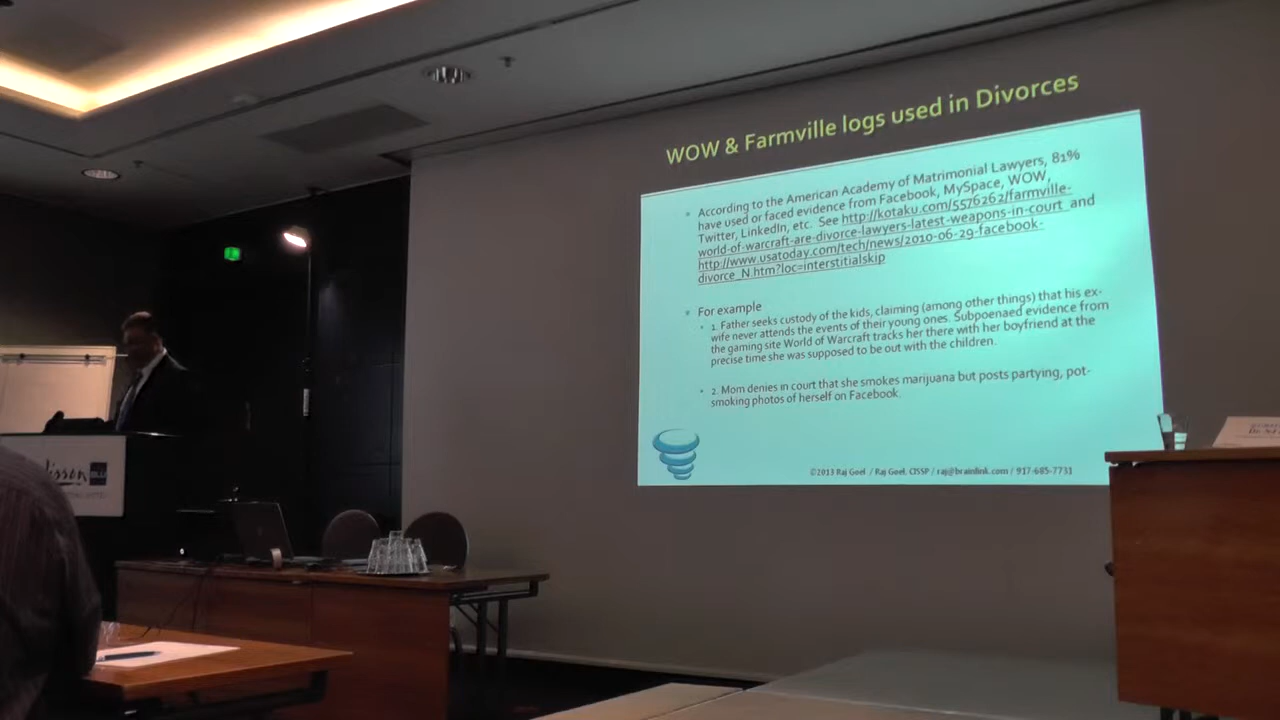 WOW & Farmville logs used in Divorces
According to the American Academy of Matrimonial Lawyers, 81%
have used or faced evidence from Facebook, MySpace, WOW,
Twitter, LinkedIn, etc. See http://kotaku.com/5576262/farmville-
world-of-warcraft-are-divorce-lawyers-latest-weapons-in-court and
http://www.usatoday.com/tech/news/2010-06-29-facebook-
divorce_N.htm?loc=interstitialskip
For example
1. Father seeks custody of the kids, claiming (among other things) that his ex-
wife never attends the events of their young ones. Subpoenaed evidence from
the gaming site World of Warcraft tracks her there with her boyfriend at the
precise time she was supposed to be out with the children.
2. Mom denies in court that she smokes marijuana but posts partying, pot-
smoking photos of herself on Facebook.
©2013 Raj Goel / Raj Goel, CISSP / raj@brainlink.com / 917-685-7731
BLU